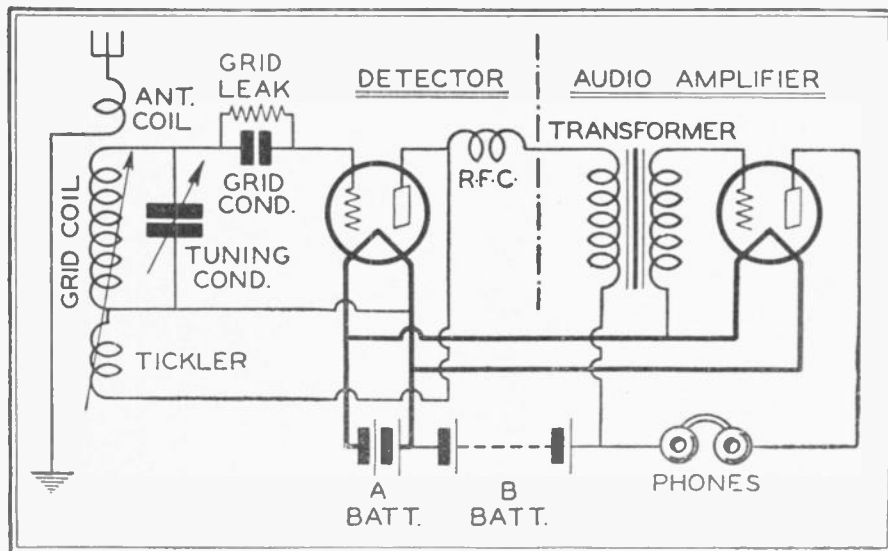 GRID
LEAK
DETECTOR
AUDIO AMPLIFIER
ANT.
COIL
TRANSFORMER
GRID
COND.
R.F.C.
GRID COIL
TUNING
COND.
TICKLER
A
BATT.
B
BATT.
PHONES